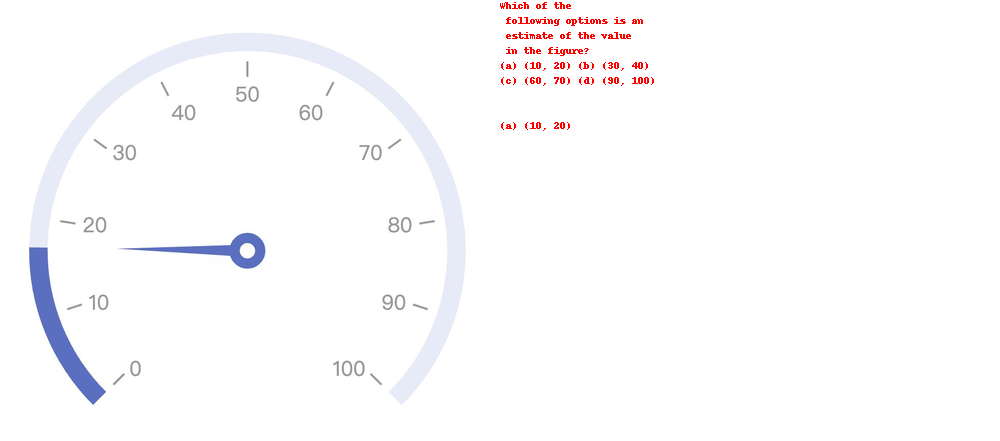 50
40
60
30
70
20
80
10
90
0
100
Which of the
following options is an
estimate of the value
in the figure?
(a) (10, 20) (b) (30, 40)
(c) (60, 70) (d) (90, 100)
(a) (10, 20)